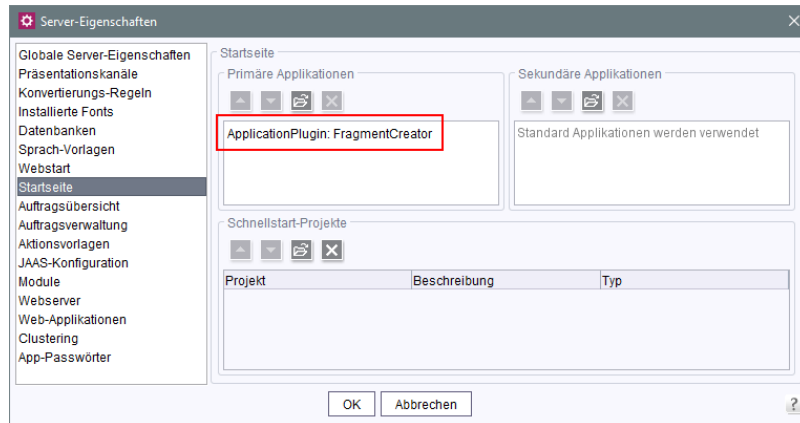 Server-Eigenschaften
Globale Server-Eigenschaften
Präsentationskanäle
Konvertierungs-Regeln
Installierte Fonts
Datenbanken
Sprach-Vorlagen
Webstart
Startseite
Auftragsübersicht
Auftragsverwaltung
Aktionsvorlagen
JAAS-Konfiguration
Module
Webserver
Web-Applikationen
Clustering
App-Passwörter
Startseite
Primäre Applikationen
ApplicationPlugin: FragmentCreator
Sekundäre Applikationen
Standard Applikationen werden verwendet
Schnellstart-Projekte
Projekt Beschreibung Typ
OK Abbrechen ?